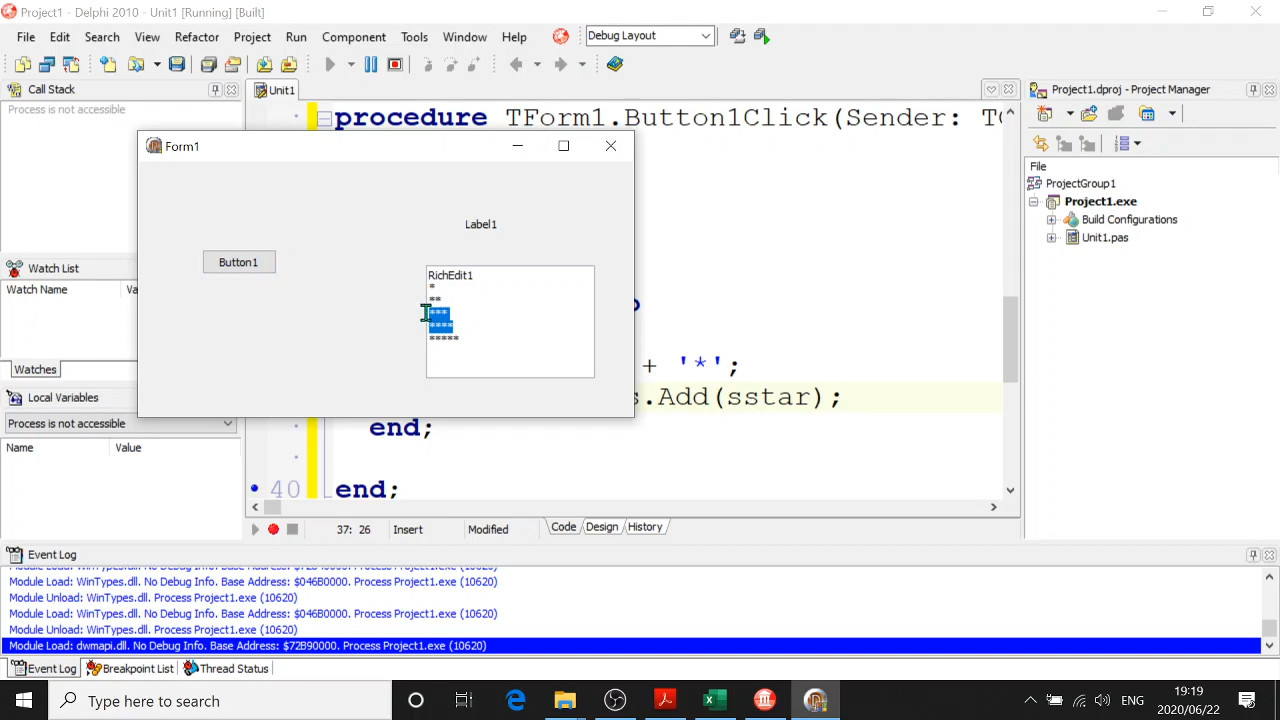 Project1 - Delphi 2010 - Unit1 [Running] [Built]
File Edit Search View Refactor Project Run Component Tools Window Help Debug Layout
Call Stack
Process is not accessible
Unit1
Project1.dproj - Project Manager
procedure TForm1.Button1Click(Sender:
Form1
Label1
Button1
RichEdit1
*
**
***
****
*****
+ '*';
.Add(sstar);
end;
40 end;
Watch List
Watch Name
Watches
Local Variables
Process is not accessible
Name Value
File
ProjectGroup1
Project1.exe
Build Configurations
Unit1.pas
37: 26 Insert Modified Code Design History
Event Log
Module Load: WinTypes.dll. No Debug Info. Base Address: $046B0000. Process Project1.exe (10620)
Module Unload: WinTypes.dll. Process Project1.exe (10620)
Module Load: WinTypes.dll. No Debug Info. Base Address: $046B0000. Process Project1.exe (10620)
Module Unload: WinTypes.dll. Process Project1.exe (10620)
Module Load: dwmapi.dll. No Debug Info. Base Address: $72B90000. Process Project1.exe (10620)
Event Log Breakpoint List Thread Status
Type here to search
ENG
19:19
2020/06/22